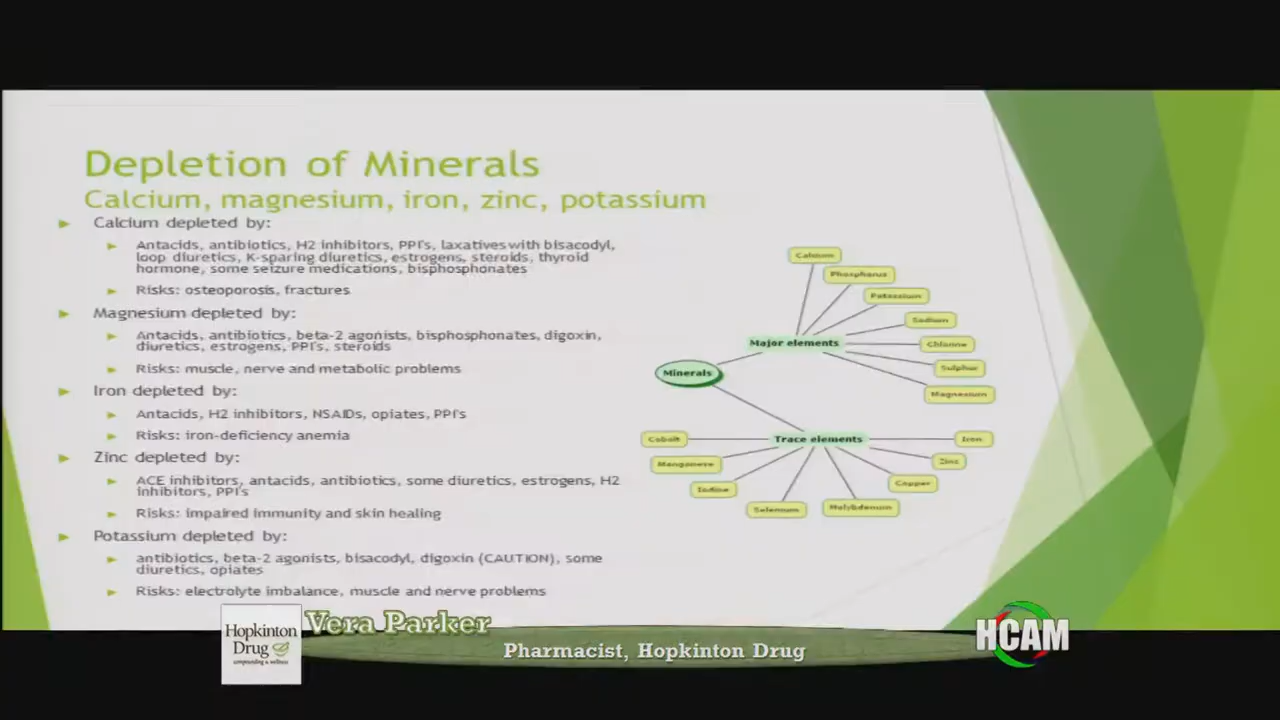 Depletion of Minerals
Calcium, magnesium, iron, zinc, potassium
Calcium depleted by:
Antacids, antibiotics, H2 inhibitors, PPI's, laxatives with bisacodyl,
loop diuretics, K-sparing diuretics, estrogens, steroids, thyroid
hormone, some seizure medications, bisphosphonates
Risks: osteoporosis, fractures
Magnesium depleted by:
Antacids, antibiotics, beta-2 agonists, bisphosphonates, digoxin,
diuretics, estrogens, PPI's, steroids
Risks: muscle, nerve and metabolic problems
Iron depleted by:
Antacids, H2 inhibitors, NSAIDs, opiates, PPI's
Risks: iron-deficiency anemia
Zinc depleted by:
ACE inhibitors, antacids, antibiotics, some diuretics, estrogens, H2
inhibitors, PPI's
Risks: impaired immunity and skin healing
Potassium depleted by:
antibiotics, beta-2 agonists, bisacodyl, digoxin (CAUTION), some
diuretics, opiates
Risks: electrolyte imbalance, muscle and nerve problems
Calcium
Phosphorus
Potassium
Sodium
Major elements
Chlorine
Sulphur
Minerals
Magnesium
Cobalt
Trace elements
Iron
Manganese
Zinc
Iodine
Copper
Selenium
Molybdenum
Vera Parker
Pharmacist, Hopkinton Drug
Hopkinton
Drug
compounding & wellness
HCAM